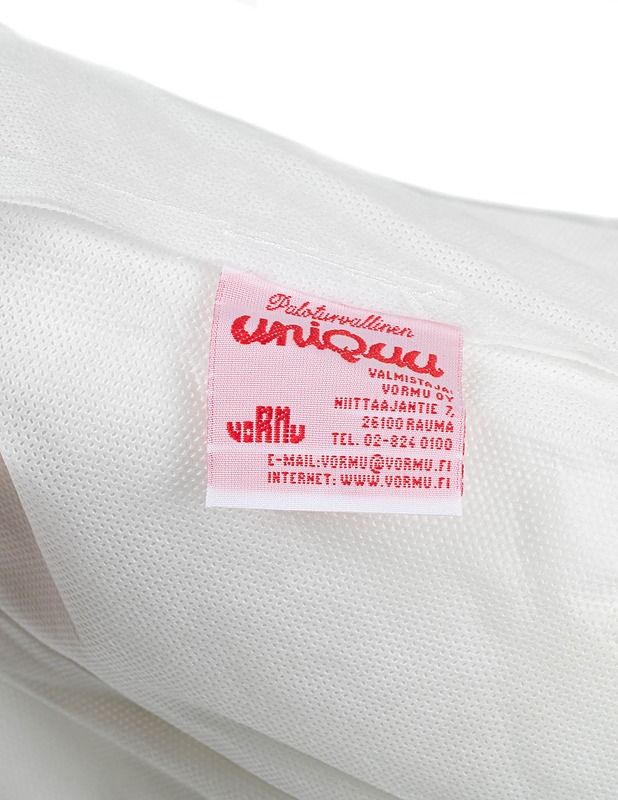 Paloturvallinen
uniQuu
VALMISTAJA:
VORMU OY
NIITTAAJANTIE 7,
26100 RAUMA
VORMU
TEL. 02-824 0100
E-MAIL:VORMU@VORMU.FI
INTERNET: WWW.VORMU.FI